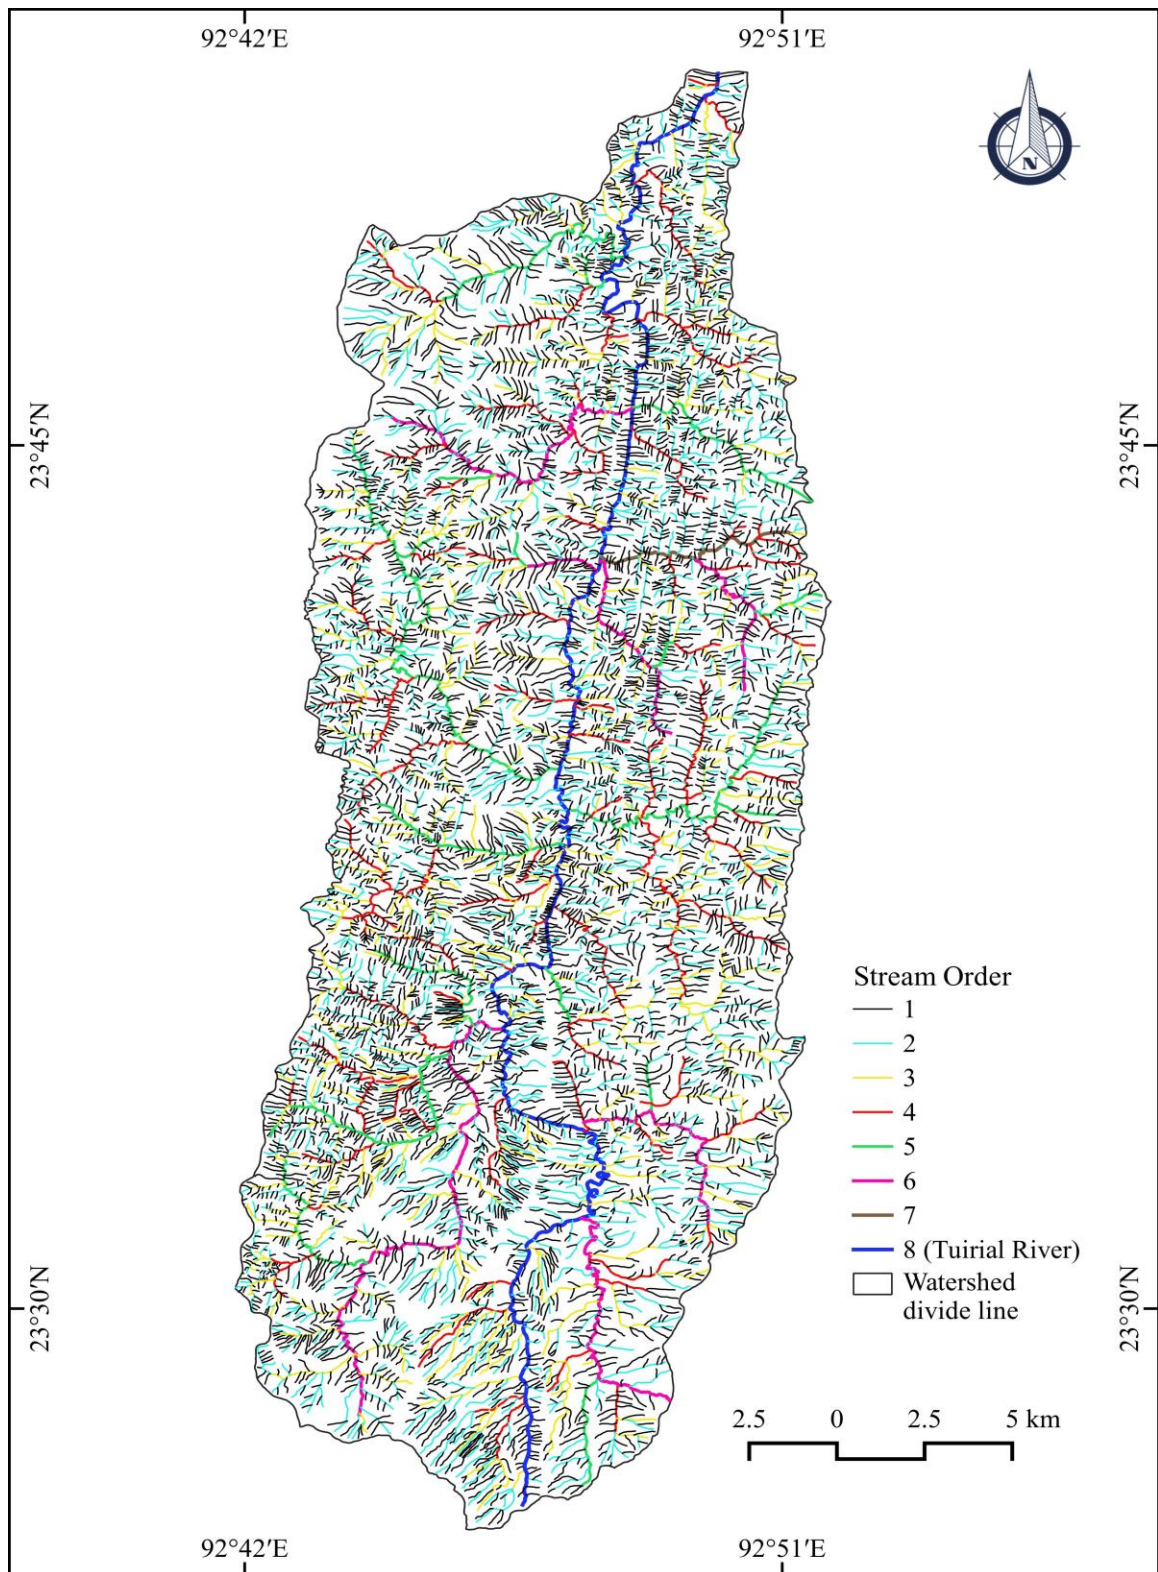 92°42′E 92°51′E
N
23°45′N 23°45′N
Stream Order
1
2
3
4
5
6
7
8 (Tuirial River)
Watershed
divide line
23°30′N 23°30′N
2.5 0 2.5 5 km
92°42′E 92°51′E